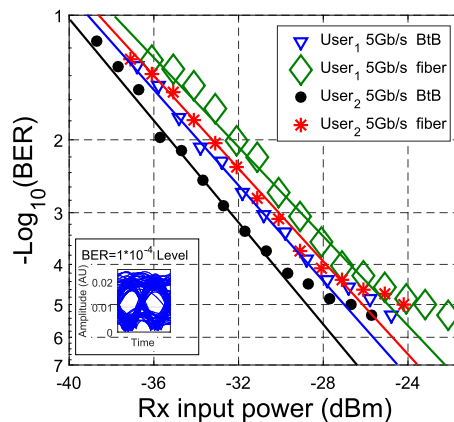 1
2
3
4
5
6
7
-Log10(BER)
-40
-36
-32
-28
-24
Rx input power (dBm)
User1 5Gb/s BtB
User1 5Gb/s fiber
User2 5Gb/s BtB
User2 5Gb/s fiber
BER=1*10-4 Level
Amplitude (AU)
0.02
0.01
0
Time